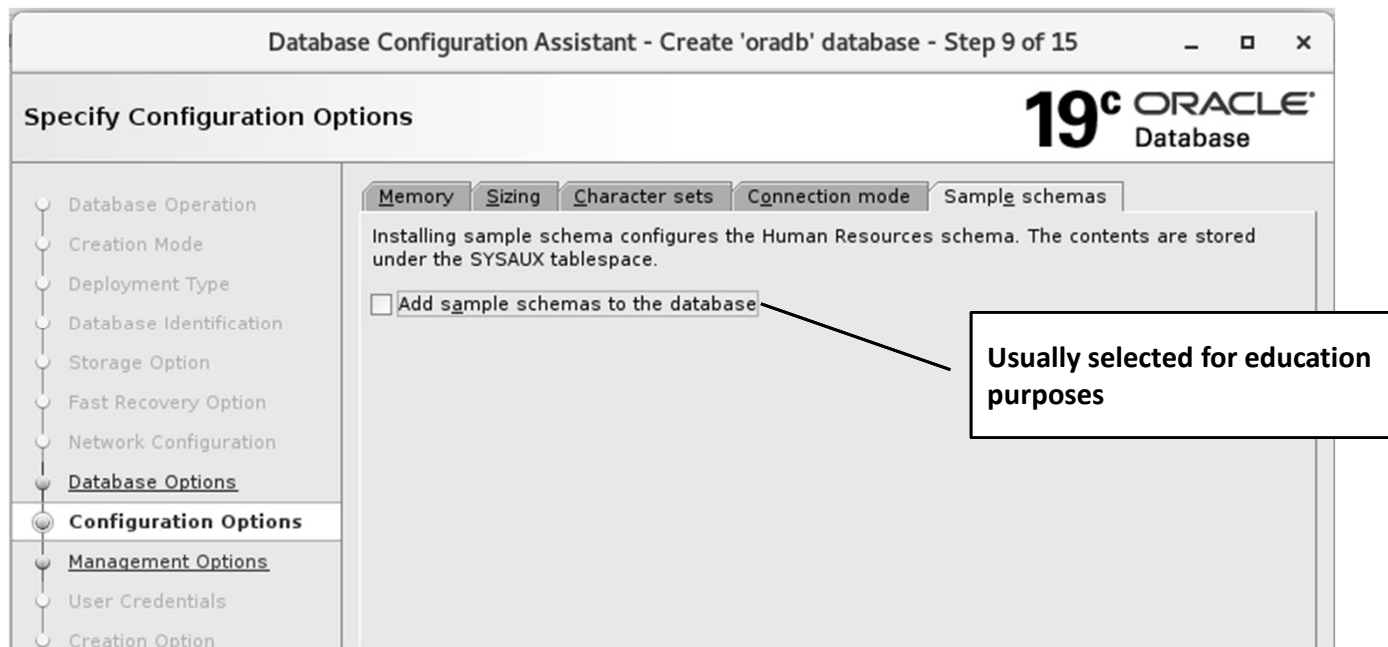 Database Configuration Assistant - Create 'oradb' database - Step 9 of 15
Specify Configuration Options
19c ORACLE
Database
Database Operation
Creation Mode
Deployment Type
Database Identification
Storage Option
Fast Recovery Option
Network Configuration
Database Options
Configuration Options
Management Options
User Credentials
Creation Option
Memory Sizing Character sets Connection mode Sample schemas
Installing sample schema configures the Human Resources schema. The contents are stored
under the SYSAUX tablespace.
Add sample schemas to the database
Usually selected for education
purposes